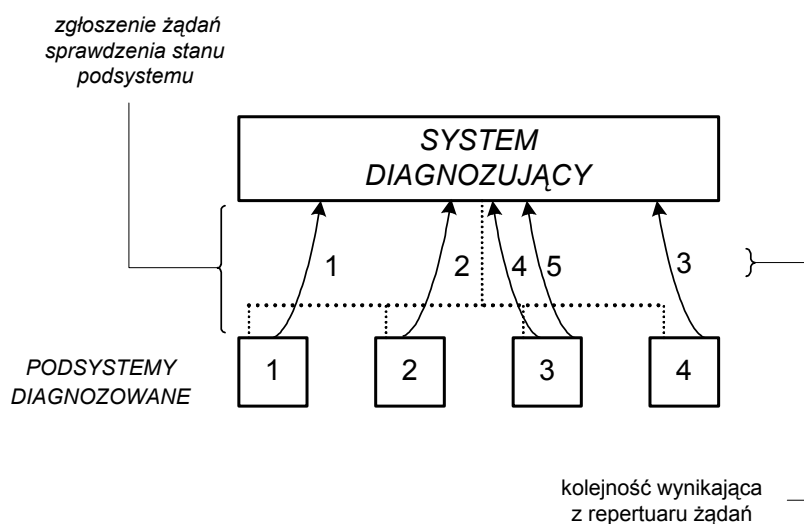 zgłoszenie żądań
sprawdzenia stanu
podsystemu
SYSTEM
DIAGNOZUJĄCY
1
2
4
5
3
PODSYSTEMY
DIAGNOZOWANE
1
2
3
4
kolejność wynikająca
z repertuaru żądań